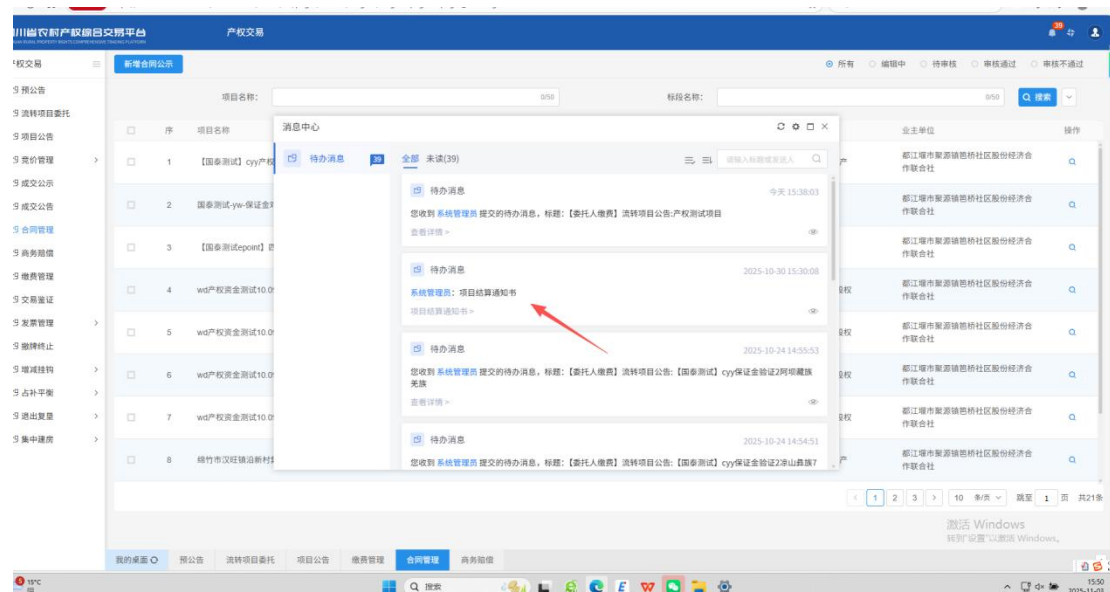 川省农村产权综合交易平台
产权交易
39
权交易
新增合同公示
所有 编辑中 待审核 审核通过 审核不通过
预公告
流转项目委托
项目公告
竞价管理
成交公示
成交公告
合同管理
商务赔偿
缴费管理
交易鉴证
发票管理
撤牌终止
增减挂钩
占补平衡
退出复垦
集中建房
项目名称:
0/50
标段名称:
0/50
搜索
序 项目名称
业主单位
操作
1 【国泰测试】cyy产权
都江堰市聚源镇笆桥社区股份经济合
作联合社
2 国泰测试-yw-保证金
都江堰市聚源镇笆桥社区股份经济合
作联合社
3 【国泰测试epoint】
都江堰市聚源镇笆桥社区股份经济合
作联合社
4 wd产权资金测试10.0
股权
都江堰市聚源镇笆桥社区股份经济合
作联合社
5 wd产权资金测试10.0
股权
都江堰市聚源镇笆桥社区股份经济合
作联合社
6 wd产权资金测试10.0
股权
都江堰市聚源镇笆桥社区股份经济合
作联合社
7 wd产权资金测试10.0
股权
都江堰市聚源镇笆桥社区股份经济合
作联合社
8 绵竹市汉旺镇沿新村
产
都江堰市聚源镇笆桥社区股份经济合
作联合社
消息中心
待办消息 39
全部 未读(39)
请输入标题或发送人
待办消息
今天 15:38:03
您收到 系统管理员 提交的待办消息,标题:【委托人缴费】流转项目公告:产权测试项目
查看详情 >
待办消息
2025-10-30 15:30:08
系统管理员:项目结算通知书
项目结算通知书 >
待办消息
2025-10-24 14:55:53
您收到 系统管理员 提交的待办消息,标题:【委托人缴费】流转项目公告:【国泰测试】cyy保证金验证2阿坝藏族
羌族
查看详情 >
待办消息
2025-10-24 14:54:51
您收到 系统管理员 提交的待办消息,标题:【委托人缴费】流转项目公告:【国泰测试】cyy保证金验证2凉山彝族7
1 2 3 10 条/页 跳至 1 页 共21条
激活 Windows
转到"设置"以激活 Windows。
我的桌面 预公告 流转项目委托 项目公告 缴费管理 合同管理 商务赔偿
15°C
搜索
15:50
2025-11-03